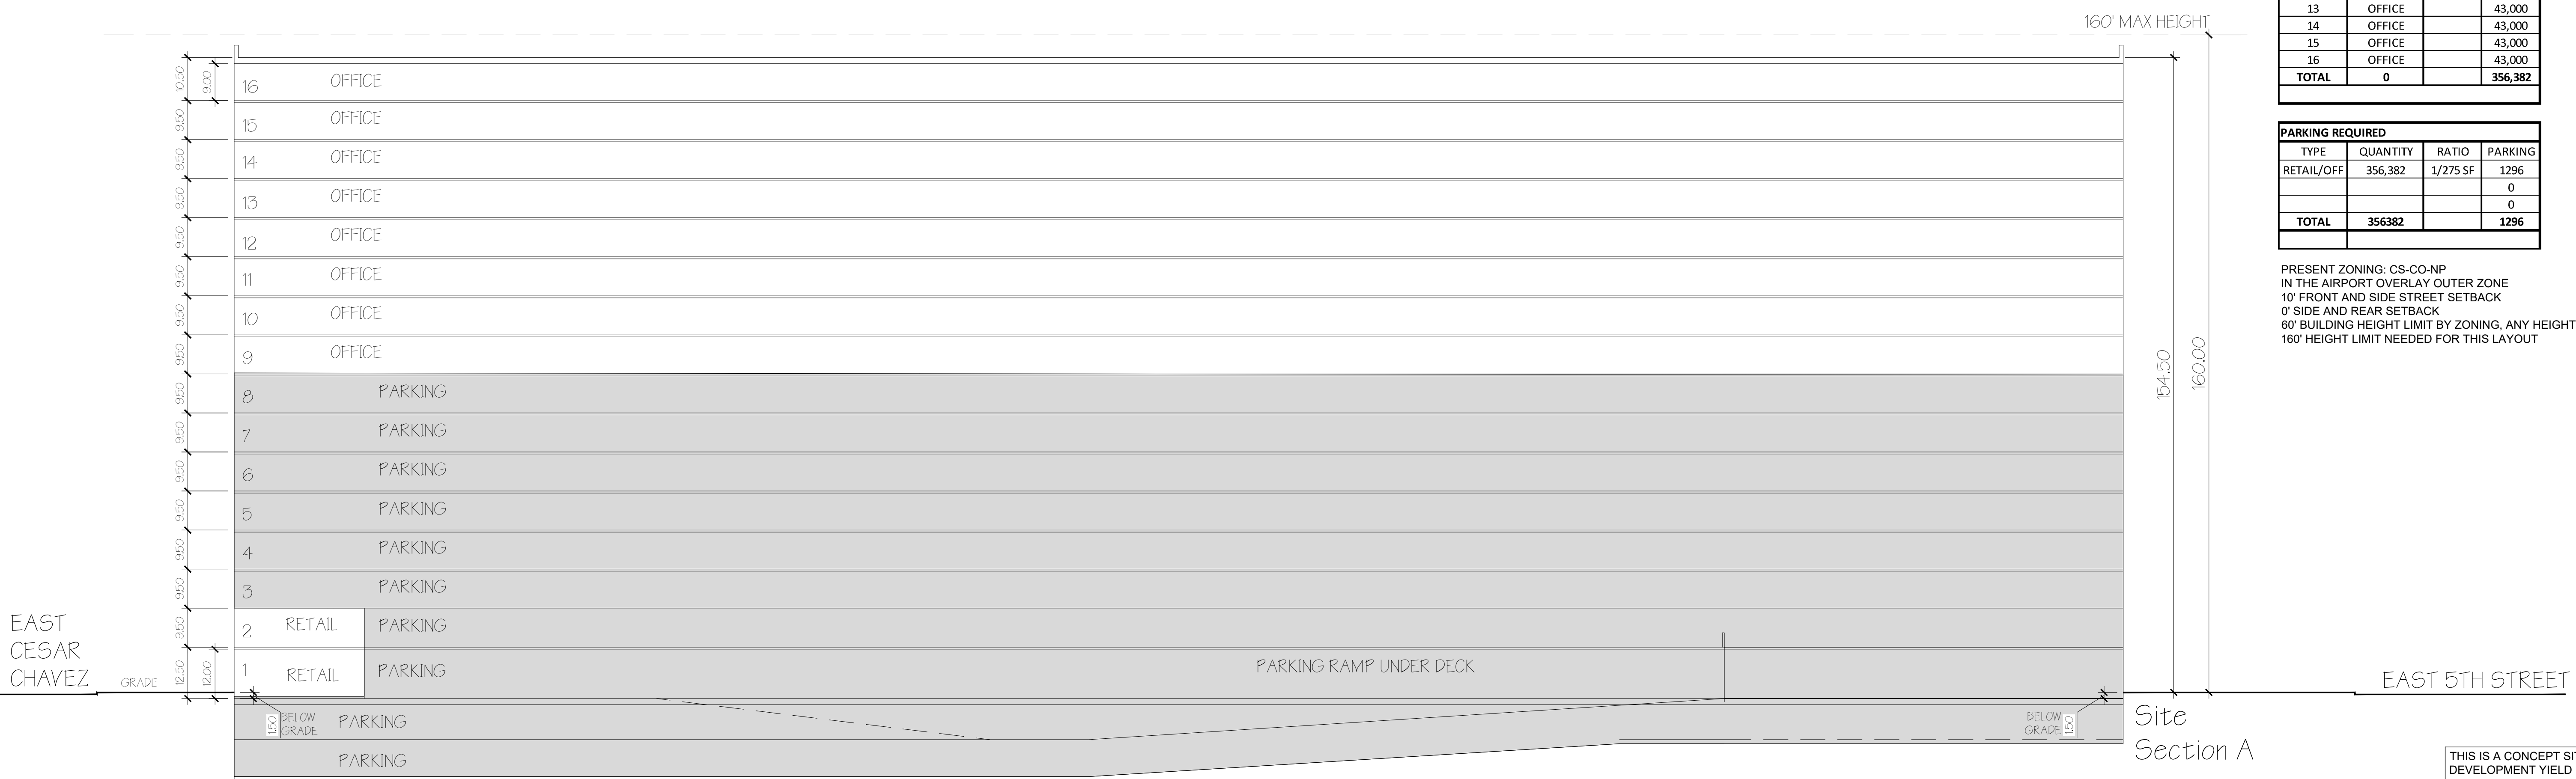 160' MAX HEIGHT
10.50
9.00
16 OFFICE
9.50
15 OFFICE
9.50
14 OFFICE
9.50
13 OFFICE
9.50
12 OFFICE
9.50
11 OFFICE
9.50
10 OFFICE
9.50
9 OFFICE
9.50
8 PARKING
9.50
7 PARKING
9.50
6 PARKING
9.50
5 PARKING
9.50
4 PARKING
9.50
3 PARKING
9.50
2 RETAIL PARKING
12.50
12.00
1 RETAIL PARKING
PARKING RAMP UNDER DECK
EAST
CESAR
CHAVEZ
GRADE
1.50
BELOW
GRADE
PARKING
PARKING
BELOW
GRADE
1.50
154.50
160.00
EAST 5TH STREET
Site
Section A
13 OFFICE 43,000
14 OFFICE 43,000
15 OFFICE 43,000
16 OFFICE 43,000
TOTAL 0 356,382
PARKING REQUIRED
TYPE QUANTITY RATIO PARKING
RETAIL/OFF 356,382 1/275 SF 1296
0
0
TOTAL 356382 1296
PRESENT ZONING: CS-CO-NP
IN THE AIRPORT OVERLAY OUTER ZONE
10' FRONT AND SIDE STREET SETBACK
0' SIDE AND REAR SETBACK
60' BUILDING HEIGHT LIMIT BY ZONING, ANY HEIGHT
160' HEIGHT LIMIT NEEDED FOR THIS LAYOUT
THIS IS A CONCEPT SIT
DEVELOPMENT YIELD